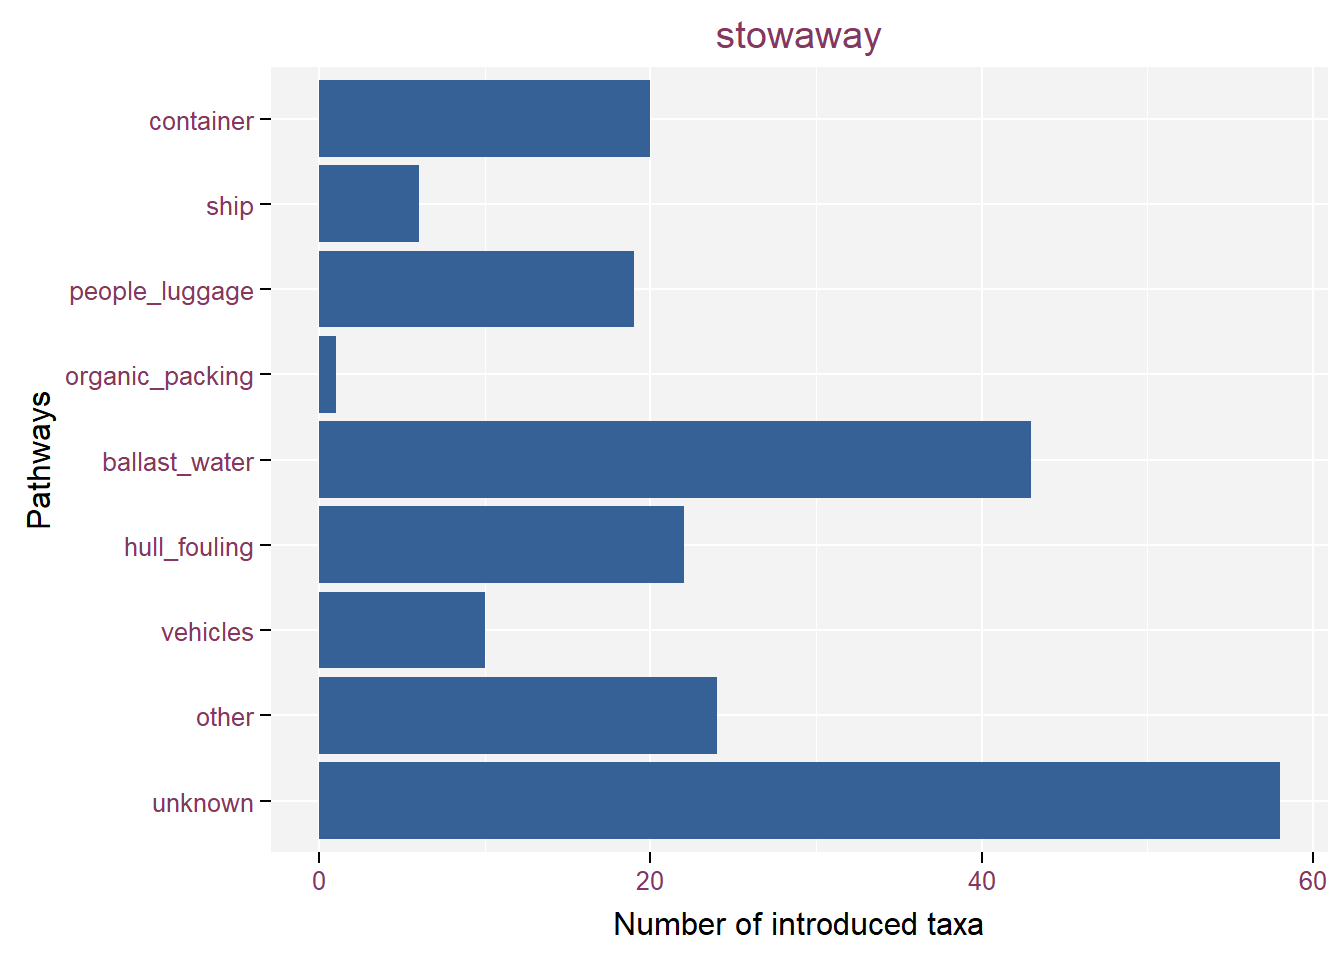 stowaway
container
ship
people_luggage
organic_packing
ballast_water
hull_fouling
vehicles
other
unknown
Pathways
0 20 40 60
Number of introduced taxa